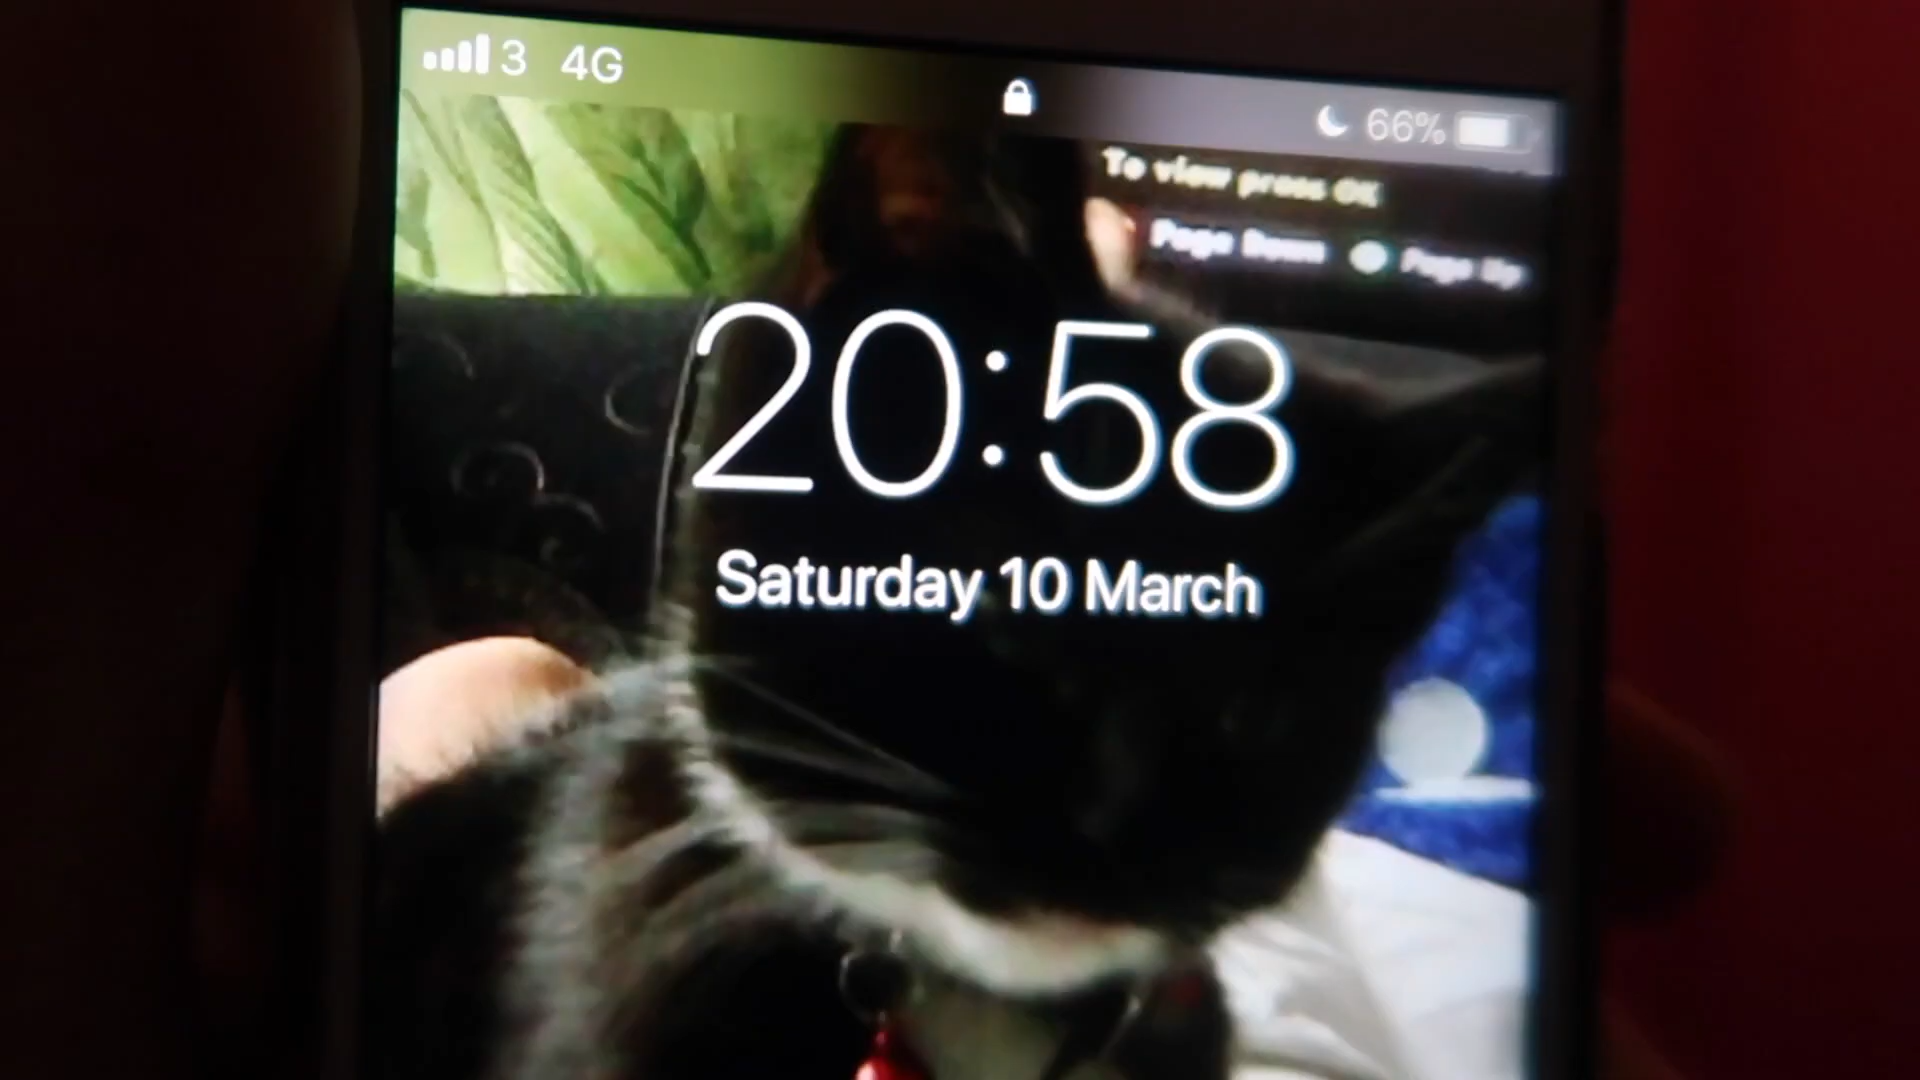 3 4G
66%
To view press OK
Page Down Page Up
20:58
Saturday 10 March